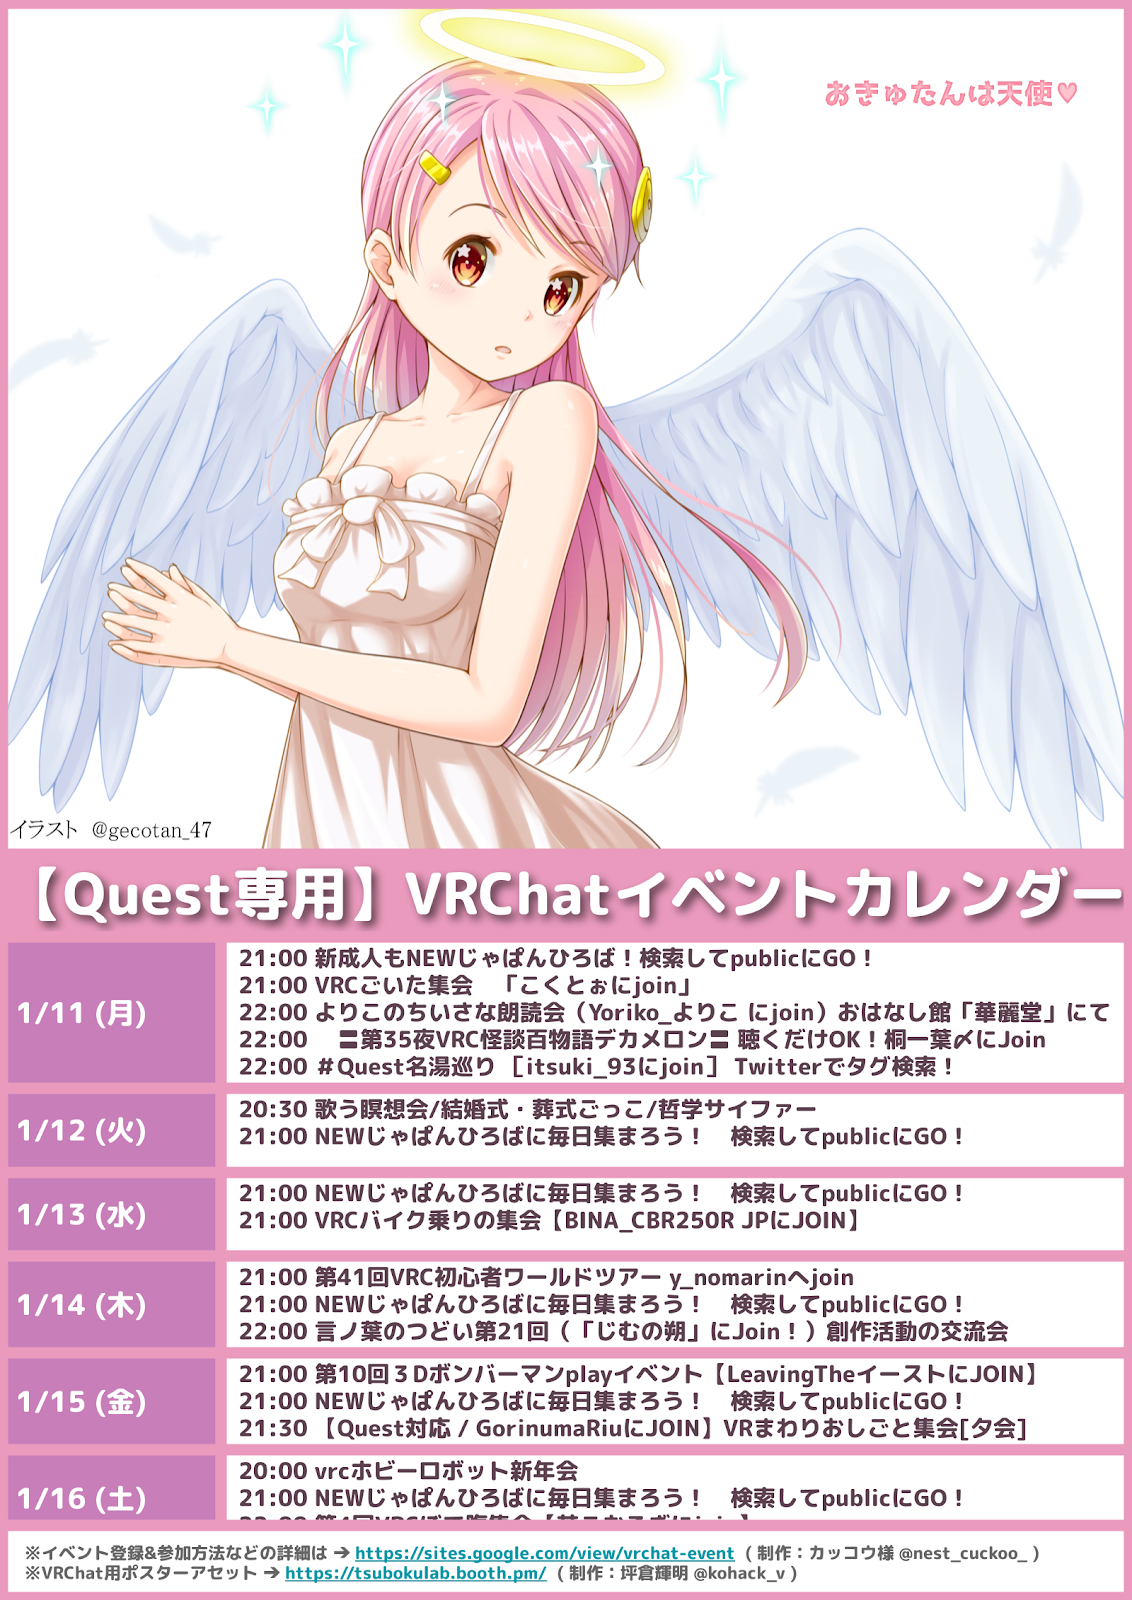 おきゅたんは天使♥
イラスト @gecotan_47
【Quest専用】VRChatイベントカレンダー
1/11 (月)
21:00 新成人もNEWじゃぱんひろば！検索してpublicにGO！
21:00 VRCごいた集会　「こくとぉにjoin」
22:00 よりこのちいさな朗読会（Yoriko_よりこ にjoin）おはなし館「華麗堂」にて
22:00　〓第35夜VRC怪談百物語デカメロン〓 聴くだけOK！桐一葉〆にJoin
22:00 ＃Quest名湯巡り ［itsuki_93にjoin］ Twitterでタグ検索！
1/12 (火)
20:30 歌う瞑想会/結婚式・葬式ごっこ/哲学サイファー
21:00 NEWじゃぱんひろばに毎日集まろう！　検索してpublicにGO！
1/13 (水)
21:00 NEWじゃぱんひろばに毎日集まろう！　検索してpublicにGO！
21:00 VRCバイク乗りの集会【BINA_CBR250R JPにJOIN】
1/14 (木)
21:00 第41回VRC初心者ワールドツアー y_nomarinへjoin
21:00 NEWじゃぱんひろばに毎日集まろう！　検索してpublicにGO！
22:00 言ノ葉のつどい第21回（「じむの朔」にJoin！）創作活動の交流会
1/15 (金)
21:00 第10回３Dボンバーマンplayイベント【LeavingTheイーストにJOIN】
21:00 NEWじゃぱんひろばに毎日集まろう！　検索してpublicにGO！
21:30 【Quest対応 / GorinumaRiuにJOIN】VRまわりおしごと集会[夕会]
1/16 (土)
20:00 vrcホビーロボット新年会
21:00 NEWじゃぱんひろばに毎日集まろう！　検索してpublicにGO！
※イベント登録&参加方法などの詳細は ➔ https://sites.google.com/view/vrchat-event （ 制作：カッコウ様 @nest_cuckoo_ ）
※VRChat用ポスターアセット ➔ https://tsubokulab.booth.pm/ （ 制作：坪倉輝明 @kohack_v ）